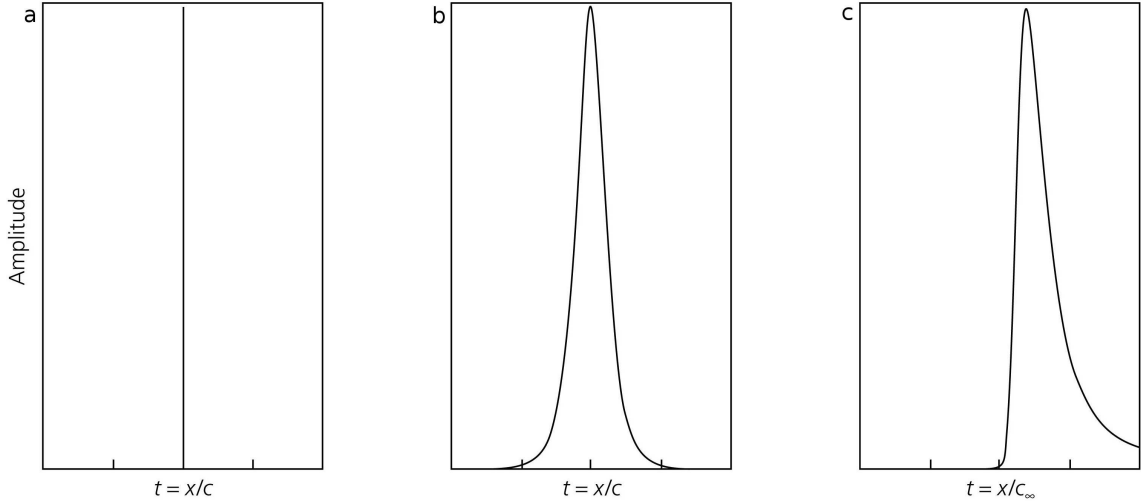 a
b
c
Amplitude
t = x/c
t = x/c
t = x/c∞